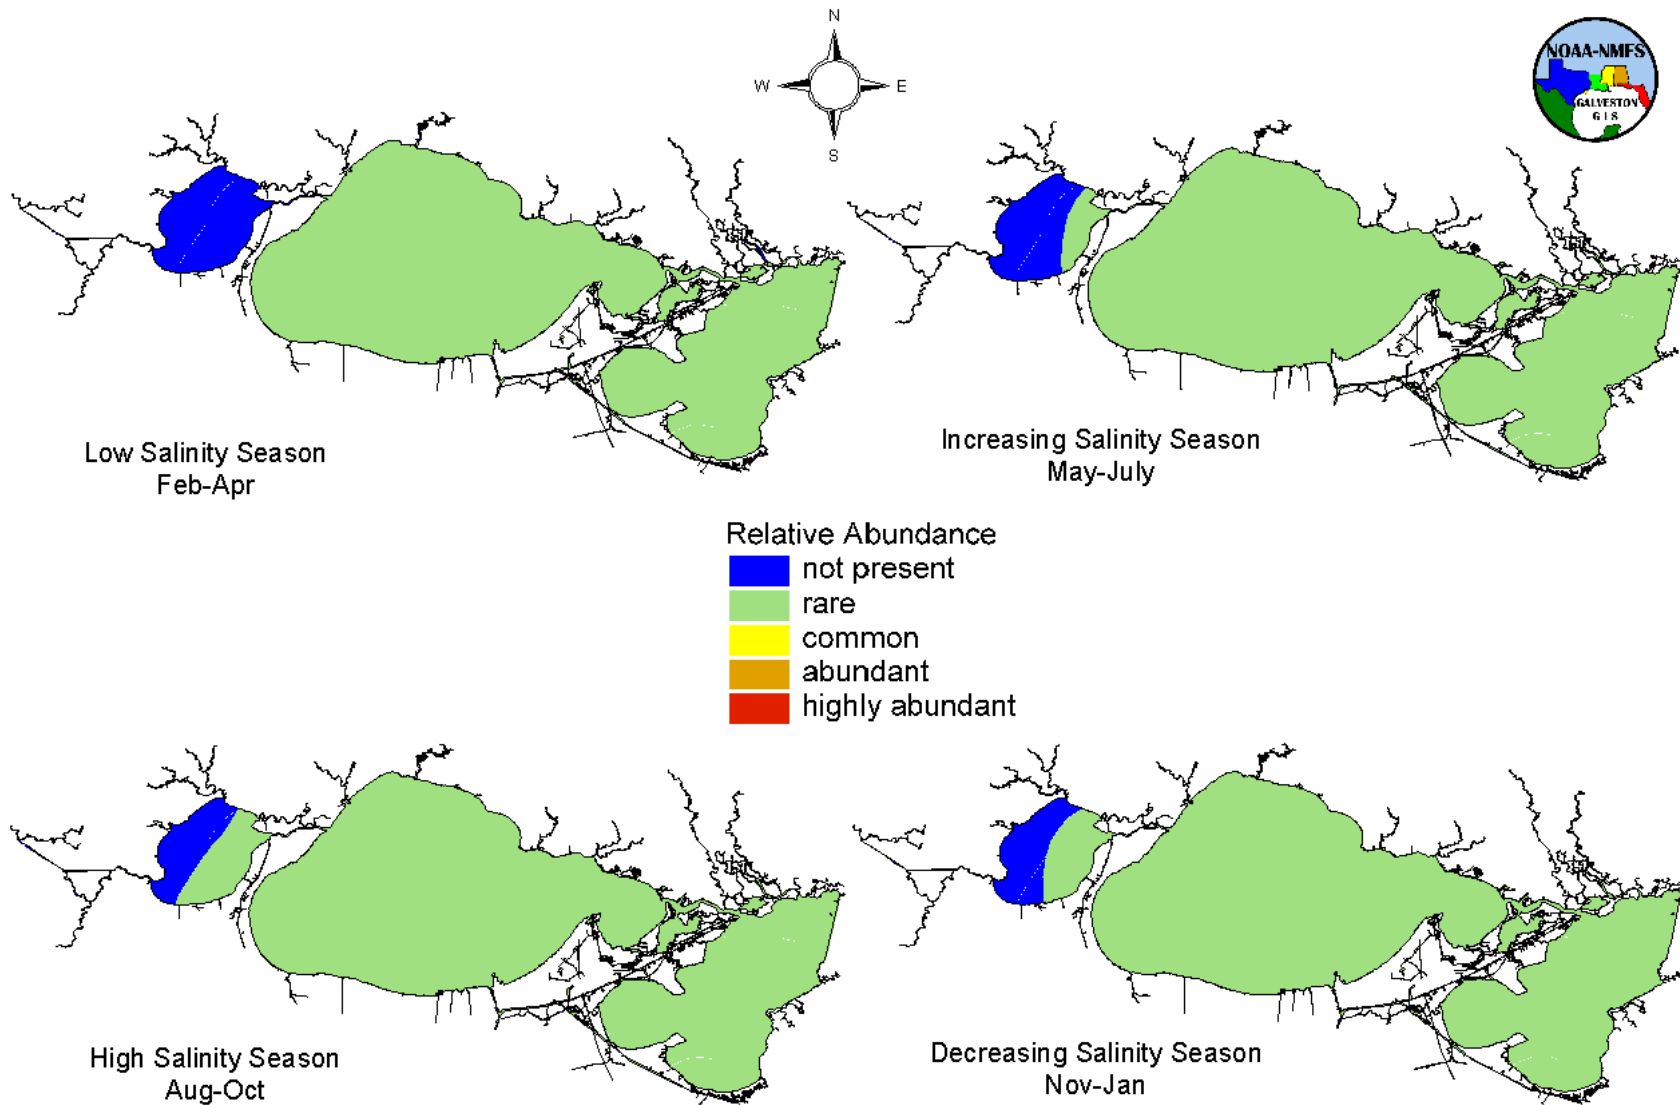 N
W
E
S
NOAA-NMFS
GALVESTON
GIS
Low Salinity Season
Feb-Apr
Increasing Salinity Season
May-July
Relative Abundance
not present
rare
common
abundant
highly abundant
High Salinity Season
Aug-Oct
Decreasing Salinity Season
Nov-Jan